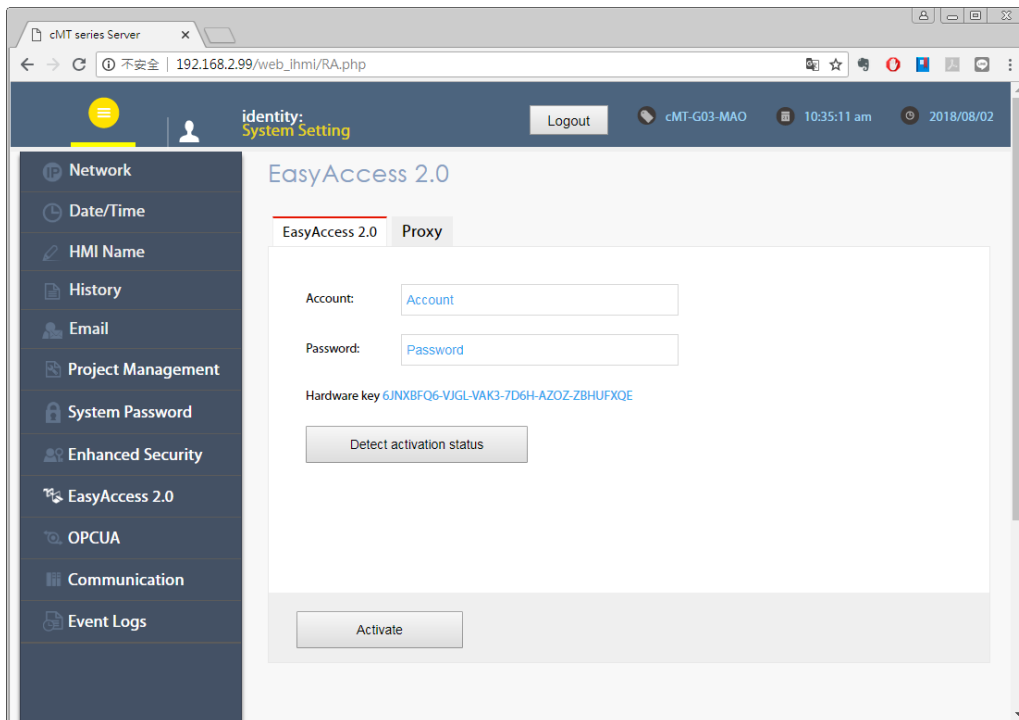 cMT series Server
不安全 | 192.168.2.99/web_ihmi/RA.php
identity:
System Setting
Logout
cMT-G03-MAO
10:35:11 am
2018/08/02
Network
Date/Time
HMI Name
History
Email
Project Management
System Password
Enhanced Security
EasyAccess 2.0
OPCUA
Communication
Event Logs
EasyAccess 2.0
EasyAccess 2.0
Proxy
Account: Account
Password: Password
Hardware key 6JNXBFQ6-VJGL-VAK3-7D6H-AZOZ-ZBHUFXQE
Detect activation status
Activate